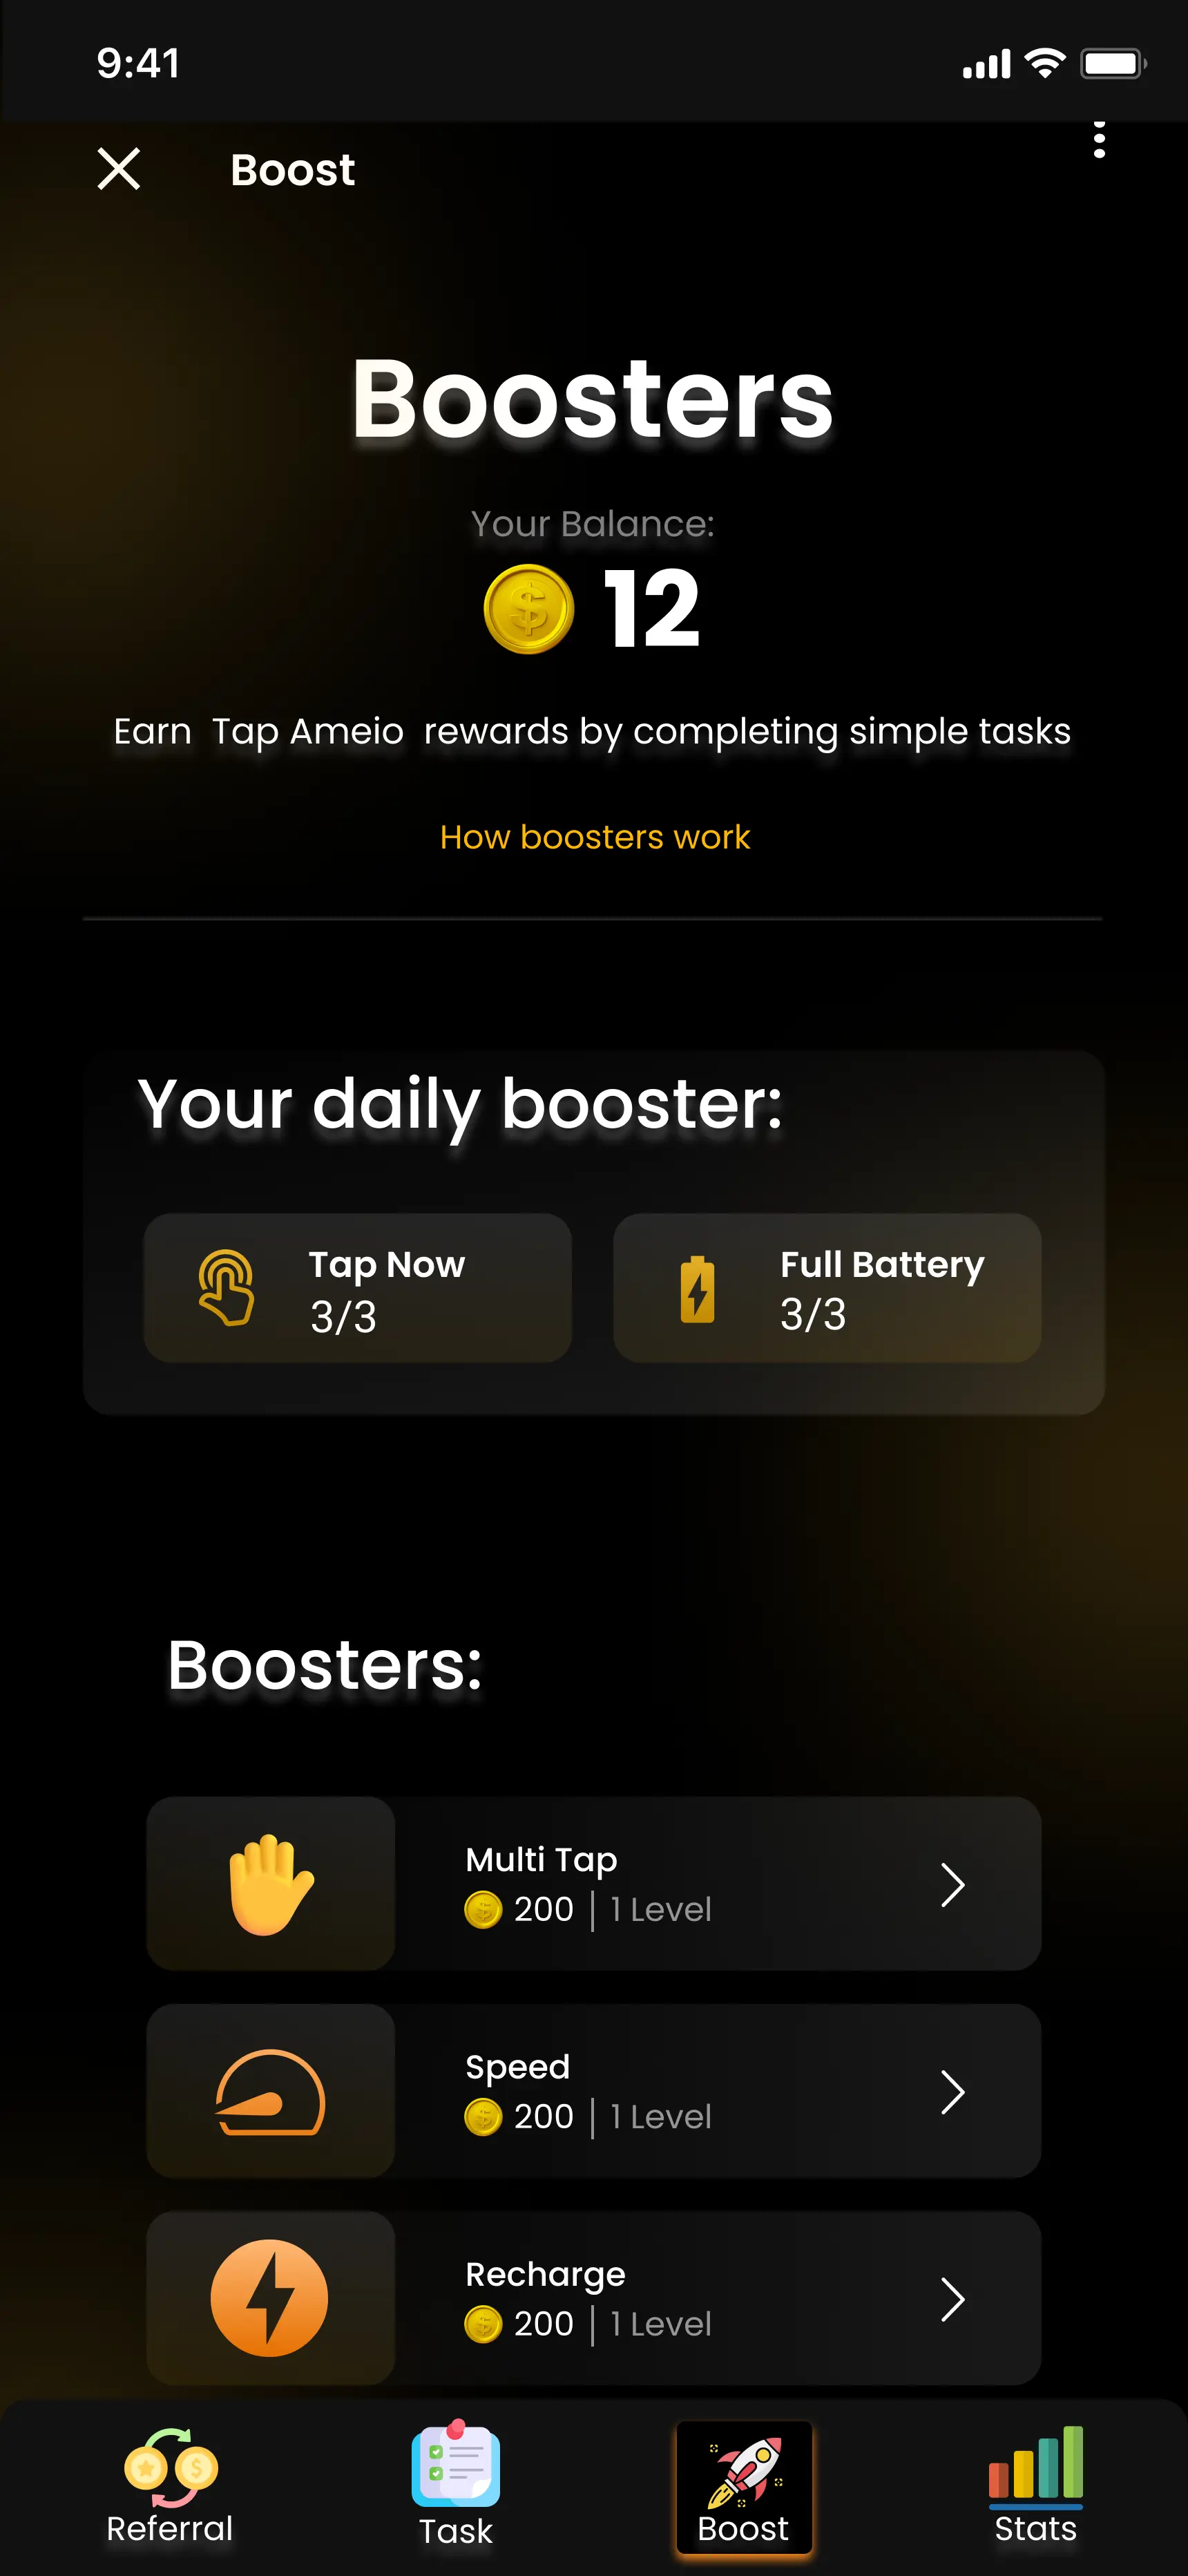 9:41
Boost
Boosters
Your Balance:
12
Earn Tap Ameio rewards by completing simple tasks
How boosters work
Your daily booster:
Tap Now
3/3
Full Battery
3/3
Boosters:
Multi Tap
200 | 1 Level
Speed
200 | 1 Level
Recharge
200 | 1 Level
Referral
Task
Boost
Stats